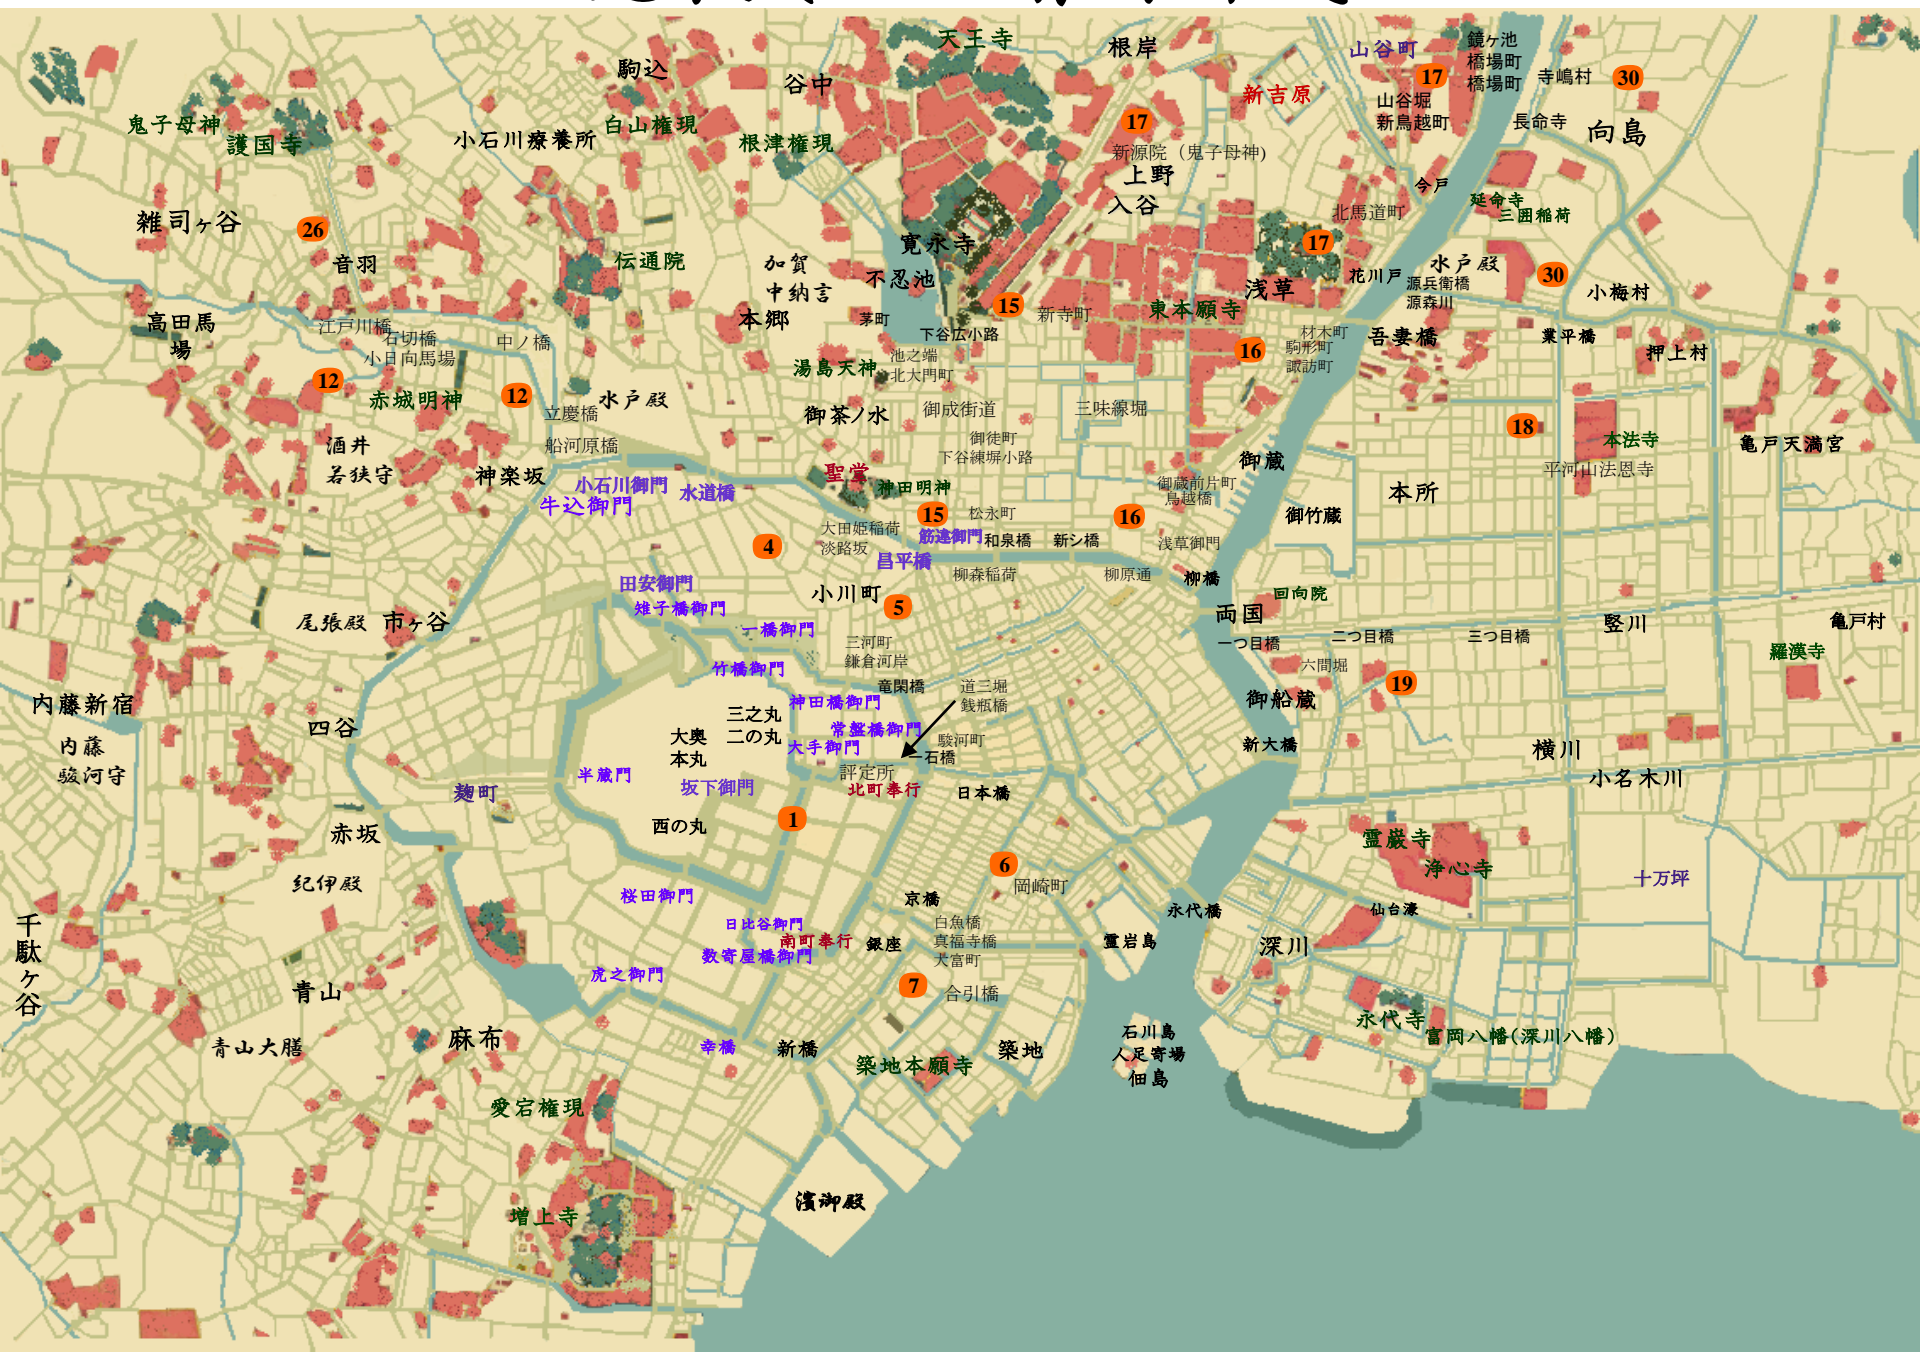 天王寺
根岸
山谷町
鏡ヶ池
橋場町
橋場町
17
寺嶋村
30
駒込
谷中
新吉原
山谷堀
新鳥越町
長命寺
向島
鬼子母神
護国寺
小石川療養所
白山権現
根津権現
17
新源院（鬼子母神)
上野
入谷
今戸
延命寺
三囲稲荷
北馬道町
雑司ヶ谷
26
音羽
伝通院
加賀
中納言
寛永寺
不忍池
17
浅草
花川戸
水戸殿
源兵衛橋
源森川
30
小梅村
高田馬
場
江戸川橋
石切橋
小日向馬場
中ノ橋
本郷
茅町
15
下谷広小路
新寺町
東本願寺
16
材木町
駒形町
諏訪町
吾妻橋
業平橋
押上村
12
赤城明神
12
立慶橋
水戸殿
湯島天神
池之端
北大門町
御茶ノ水
御成街道
三味線堀
御徒町
下谷練塀小路
18
本法寺
平河山法恩寺
亀戸天満宮
酒井
若狭守
神楽坂
船河原橋
小石川御門
牛込御門
水道橋
聖堂
神田明神
御蔵
御蔵前片町
鳥越橋
本所
御竹蔵
4
大田姫稲荷
淡路坂
15
筋違御門
昌平橋
松永町
和泉橋
新シ橋
16
浅草御門
柳森稲荷
柳原通
柳橋
田安御門
雉子橋御門
一橋御門
小川町
5
尾張殿
市ヶ谷
三河町
鎌倉河岸
両国
回向院
一つ目橋
二つ目橋
三つ目橋
竪川
亀戸村
羅漢寺
竹橋御門
竜閑橋
道三堀
銭瓶橋
六間堀
19
御船蔵
内藤新宿
内藤
駿河守
四谷
神田橋御門
三之丸
二の丸
常盤橋御門
大手御門
大奥
本丸
駿河町
一石橋
新大橋
横川
小名木川
麹町
半蔵門
坂下御門
評定所
北町奉行
日本橋
赤坂
西の丸
1
霊巌寺
浄心寺
紀伊殿
桜田御門
6
岡崎町
京橋
永代橋
仙台濠
十万坪
千駄ヶ谷
日比谷御門
南町奉行
数寄屋橋御門
銀座
白魚橋
真福寺橋
大富町
霊岩島
深川
虎之御門
7
合引橋
青山
麻布
青山大膳
幸橋
新橋
築地本願寺
築地
石川島
人足寄場
佃島
永代寺
富岡八幡(深川八幡）
愛宕権現
濱御殿
増上寺